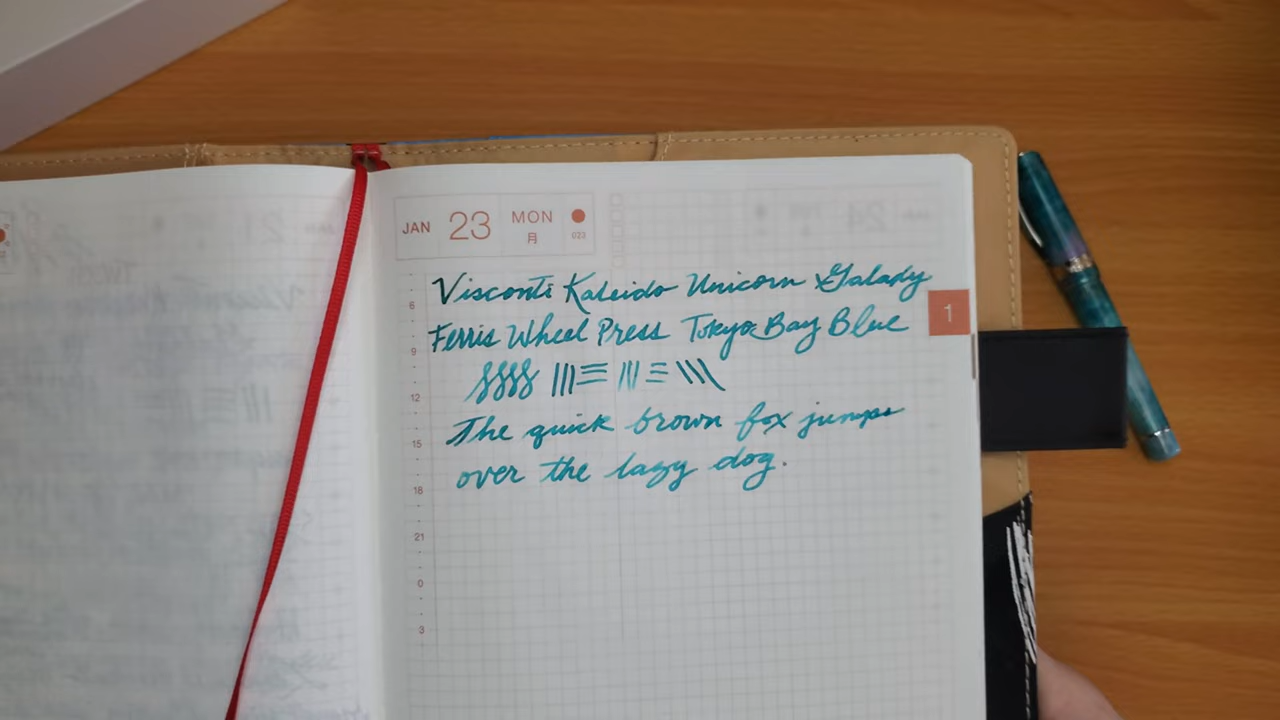 JAN 23 MON
月 023
Visconti Kaleido Unicorn Galaxy
Ferris Wheel Press Tokyo Bay Blue
The quick brown fox jumps
over the lazy dog.
1
6
9
12
15
18
21
0
3